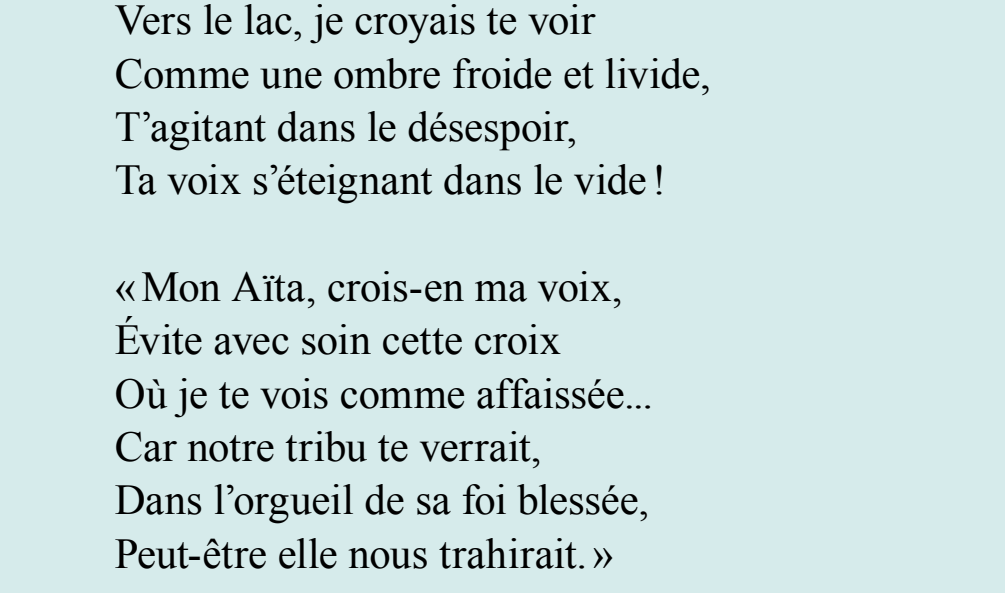 Vers le lac, je croyais te voir
Comme une ombre froide et livide,
T’agitant dans le désespoir,
Ta voix s’éteignant dans le vide !
« Mon Aïta, crois-en ma voix,
Évite avec soin cette croix
Où je te vois comme affaissée...
Car notre tribu te verrait,
Dans l’orgueil de sa foi blessée,
Peut-être elle nous trahirait. »